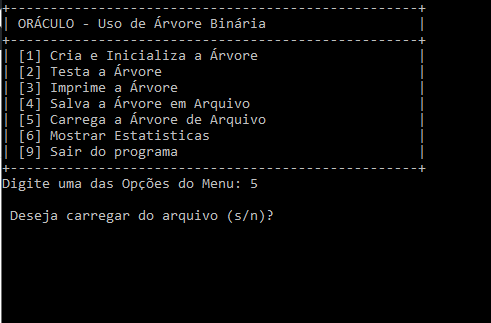 +---------------------------------------------------+
| ORÁCULO - Uso de Árvore Binária |
+---------------------------------------------------+
| [1] Cria e Inicializa a Árvore |
| [2] Testa a Árvore |
| [3] Imprime a Árvore |
| [4] Salva a Árvore em Arquivo |
| [5] Carrega a Árvore de Arquivo |
| [6] Mostrar Estatisticas |
| [9] Sair do programa |
+---------------------------------------------------+
Digite uma das Opções do Menu: 5
Deseja carregar do arquivo (s/n)?